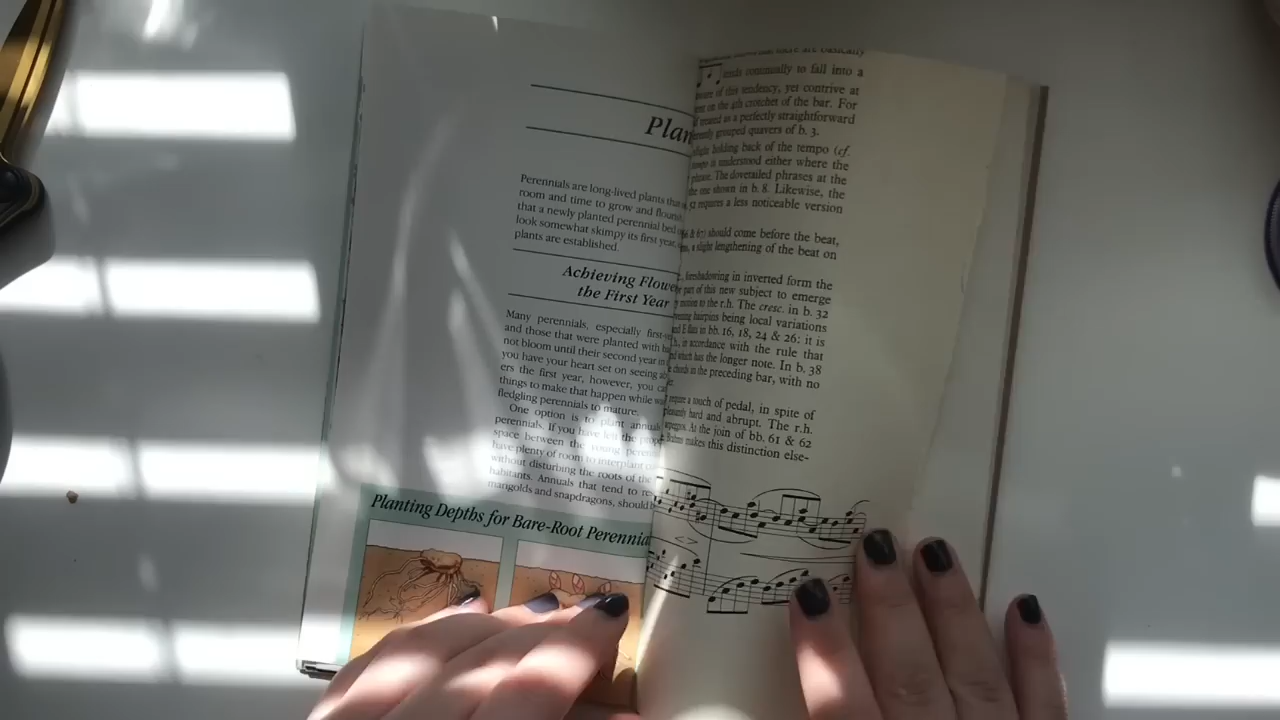 Plan
Perennials are long-lived plants
room and time to grow and
that a newly planted perennial bed
look somewhat skimpy its first year,
plants are established.
Achieving
the First Year
Many perennials, especially
and those that were planted with
not bloom until their second year in
you have your heart set on seeing
ers the first year, however, you
things to make that happen while
fledgling perennials to mature.
One option is to plant
perennials. If you have left the
space between the young
have plenty of room to interplant
without disturbing the roots of the
habitants. Annuals that tend to
marigolds and snapdragons, should
Planting Depths for Bare-Root
tends continually to fall into a
of this tendency, yet contrive at
on the 4th crotchet of the bar. For
treated as a perfectly straightforward
grouped quavers of b. 3.
holding back of the tempo (cf.
is understood either where the
phrase. The dovetailed phrases at the
the one shown in b. 8. Likewise, the
52 requires a less noticeable version
& 67) should come before the beat,
a slight lengthening of the beat on
foreshadowing in inverted form the
part of this new subject to emerge
to the r.h. The cresc. in b. 32
hairpins being local variations
and E flats in bb. 16, 18, 24 & 26; it is
in accordance with the rule that
which has the longer note. In b. 38
chords in the preceding bar, with no
a touch of pedal, in spite of
hard and abrupt. The r.h.
At the join of bb. 61 & 62
Brahms makes this distinction else-